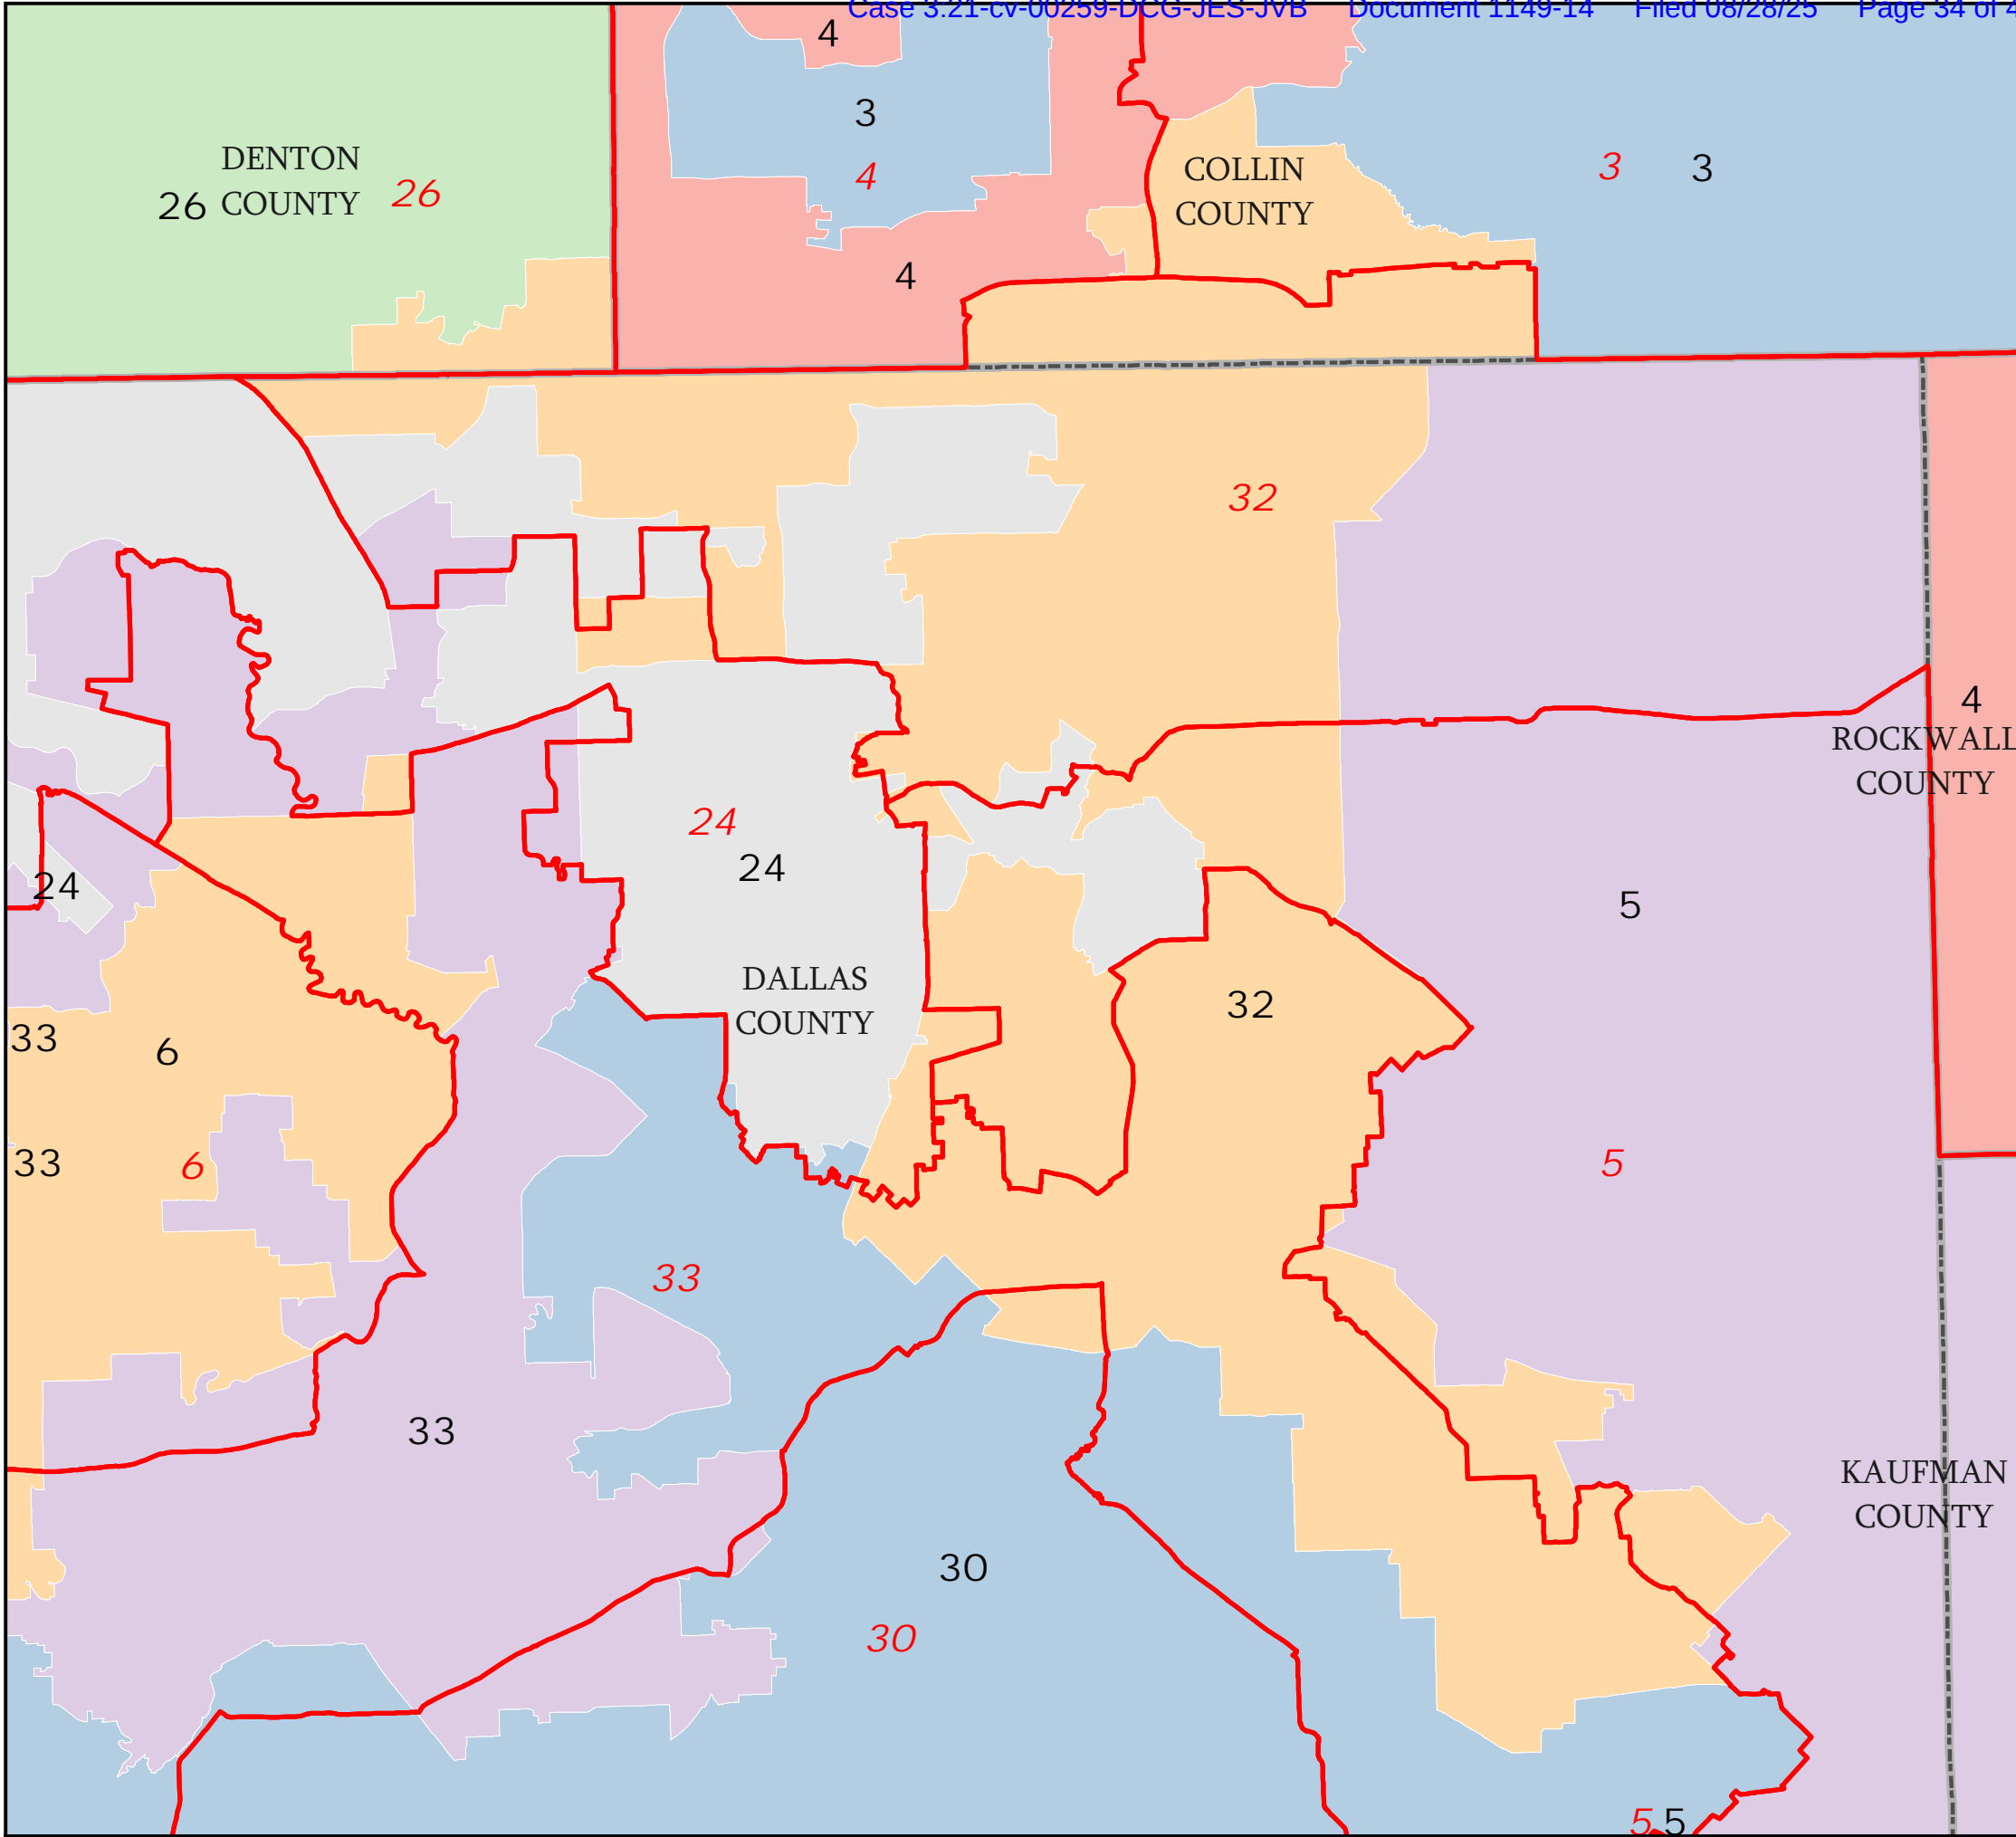 Case 3:21-cv-00259-DCG-JES-JVB Document 1149-14 Filed 08/28/25 Page 34 of 4
4
3
4
DENTON
COUNTY
26
26
COLLIN
COUNTY
3
3
4
32
4
ROCKWALL
COUNTY
24
24
24
5
DALLAS
COUNTY
32
33
6
33
6
5
33
33
KAUFMAN
COUNTY
30
30
5
5